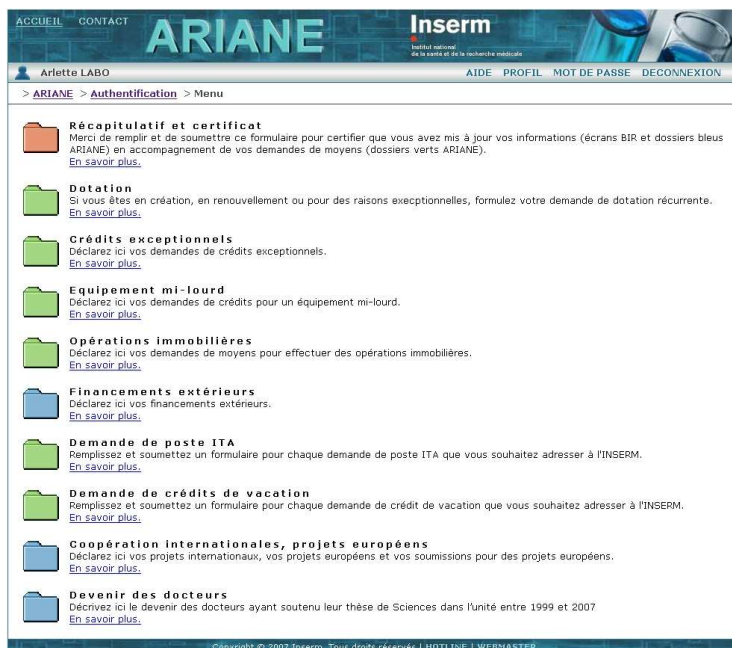 ACCUEIL CONTACT
ARIANE
Inserm
Institut national
de la santé et de la recherche médicale
Arlette LABO
AIDE PROFIL MOT DE PASSE DECONNEXION
> ARIANE > Authentification > Menu
Récapitulatif et certificat
Merci de remplir et de soumettre ce formulaire pour certifier que vous avez mis à jour vos informations (écrans BIR et dossiers bleus
ARIANE) en accompagnement de vos demandes de moyens (dossiers verts ARIANE).
En savoir plus.
Dotation
Si vous êtes en création, en renouvellement ou pour des raisons execptionnelles, formulez votre demande de dotation récurrente.
En savoir plus.
Crédits exceptionnels
Déclarez ici vos demandes de crédits exceptionnels.
En savoir plus.
Equipement mi-lourd
Déclarez ici vos demandes de crédits pour un équipement mi-lourd.
En savoir plus.
Opérations immobilières
Déclarez ici vos demandes de moyens pour effectuer des opérations immobilières.
En savoir plus.
Financements extérieurs
Déclarez ici vos financements extérieurs.
En savoir plus.
Demande de poste ITA
Remplissez et soumettez un formulaire pour chaque demande de poste ITA que vous souhaitez adresser à l'INSERM.
En savoir plus.
Demande de crédits de vacation
Remplissez et soumettez un formulaire pour chaque demande de crédit de vacation que vous souhaitez adresser à l'INSERM.
En savoir plus.
Coopération internationales, projets européens
Déclarez ici vos projets internationaux, vos projets européens et vos soumissions pour des projets européens.
En savoir plus.
Devenir des docteurs
Décrivez ici le devenir des docteurs ayant soutenu leur thèse de Sciences dans l'unité entre 1999 et 2007
En savoir plus.
Copyright © 2007 Inserm. Tous droits réservés | HOTLINE | WEBMASTER